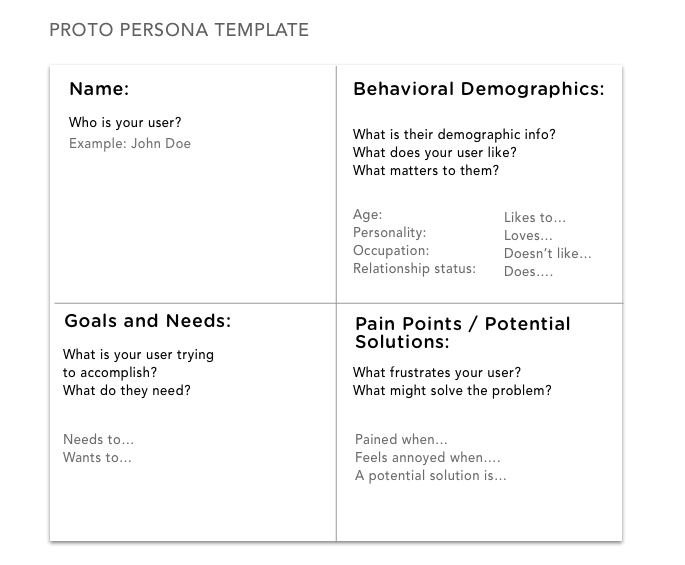 PROTO PERSONA TEMPLATE
Name:
Who is your user?
Example: John Doe
Behavioral Demographics:
What is their demographic info?
What does your user like?
What matters to them?
Age:
Personality:
Occupation:
Relationship status:
Likes to...
Loves...
Doesn't like...
Does....
Goals and Needs:
What is your user trying
to accomplish?
What do they need?
Needs to...
Wants to...
Pain Points / Potential
Solutions:
What frustrates your user?
What might solve the problem?
Pained when...
Feels annoyed when....
A potential solution is...